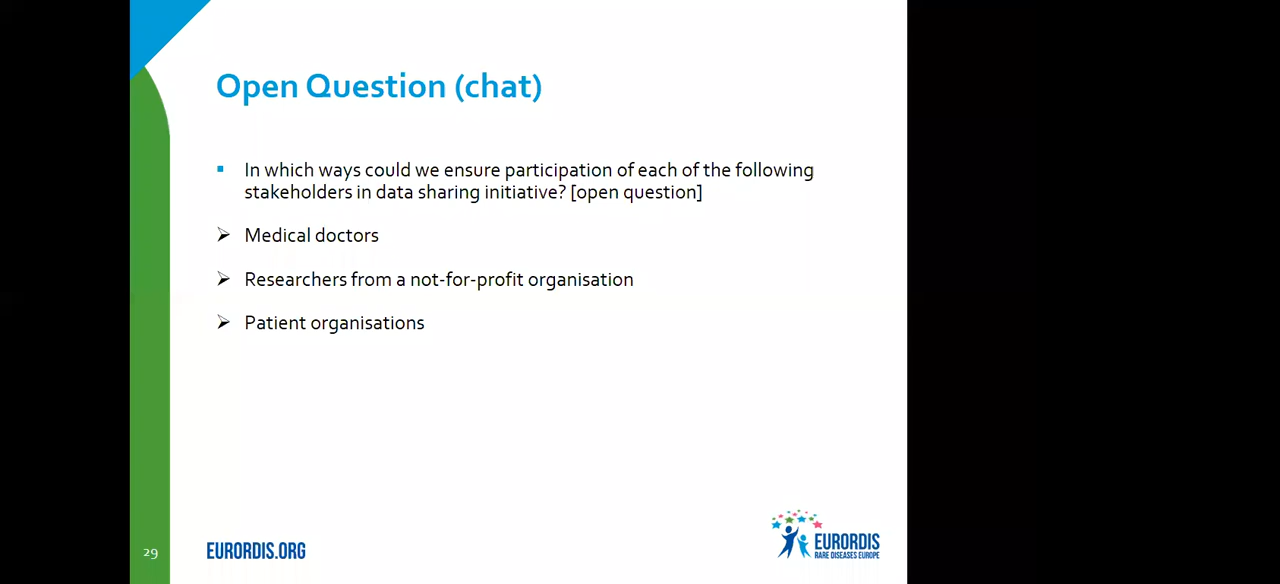 Open Question (chat)
In which ways could we ensure participation of each of the following
stakeholders in data sharing initiative? [open question]
Medical doctors
Researchers from a not-for-profit organisation
Patient organisations
29
EURORDIS.ORG
EURORDIS
RARE DISEASES EUROPE